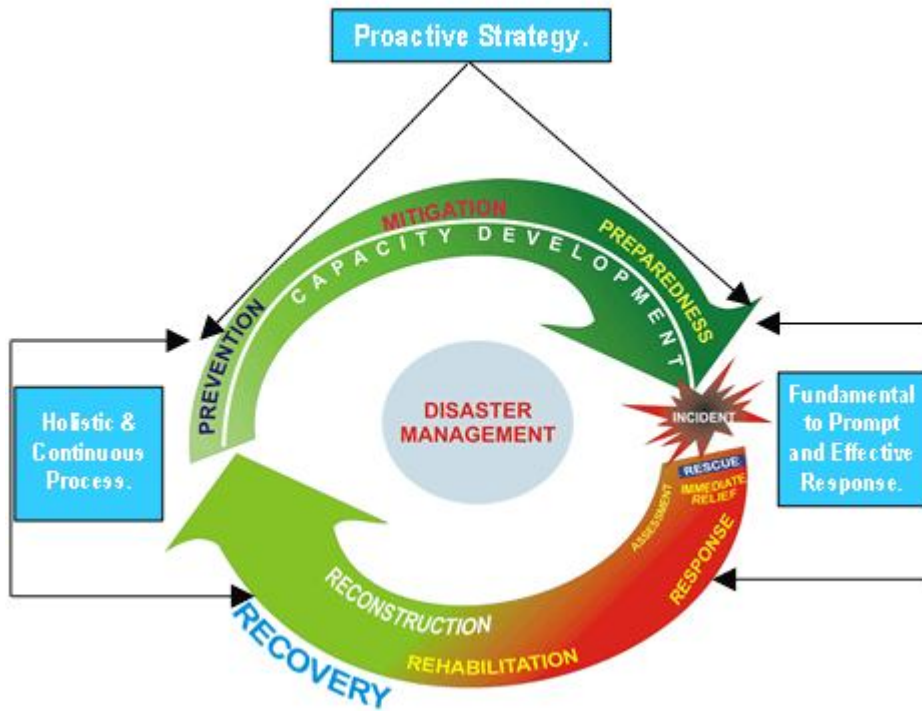 Proactive Strategy.
MITIGATION
CAPACITY DEVELOPMENT
PREPAREDNESS
PREVENTION
Holistic &
Continuous
Process.
DISASTER
MANAGEMENT
INCIDENT
Fundamental
to Prompt
and Effective
Response.
RESCUE
IMMEDIATE
RELIEF
ASSESSMENT
RESPONSE
RECONSTRUCTION
REHABILITATION
RECOVERY